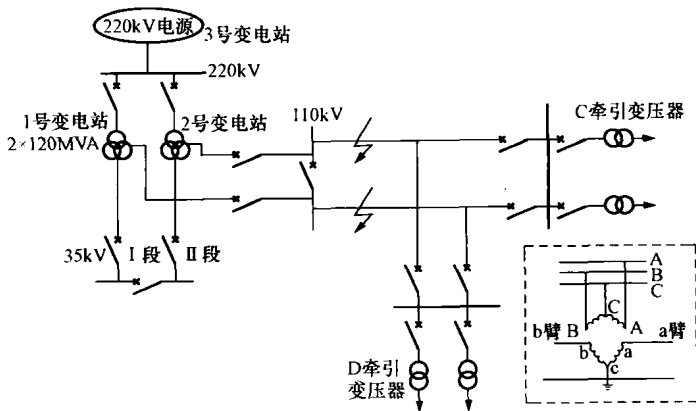 220kV电源
3号变电站
220kV
1号变电站
2×120MVA
2号变电站
110kV
C牵引变压器
35kV
Ⅰ段
Ⅱ段
D牵引
变压器
A
B
C
C
b臂
B
A
a臂
b
a
c